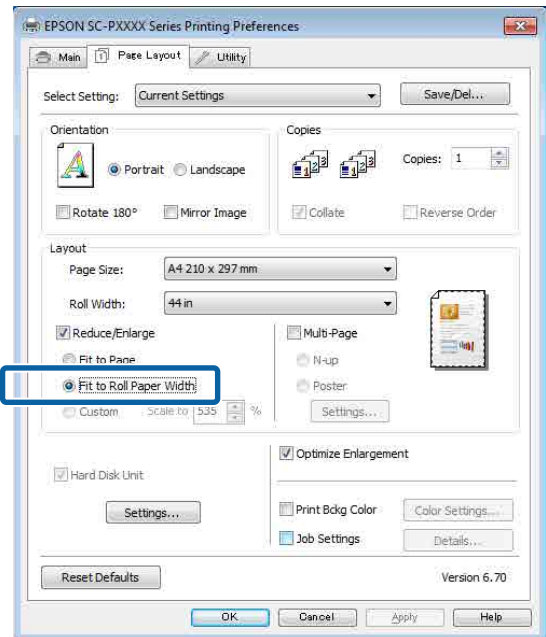 EPSON SC-PXXXX Series Printing Preferences
Main Page Layout Utility
Select Setting: Current Settings Save/Del...
Orientation Copies
Portrait Landscape Copies: 1
Rotate 180° Mirror Image Collate Reverse Order
Layout
Page Size: A4 210 x 297 mm
Roll Width: 44 in
Reduce/Enlarge Multi-Page
Fit to Page N-up
Fit to Roll Paper Width Poster
Custom Scale to 535 % Settings...
Optimize Enlargement
Hard Disk Unit
Settings... Print Bckg Color Color Settings...
Job Settings Details...
Reset Defaults Version 6.70
OK Cancel Apply Help